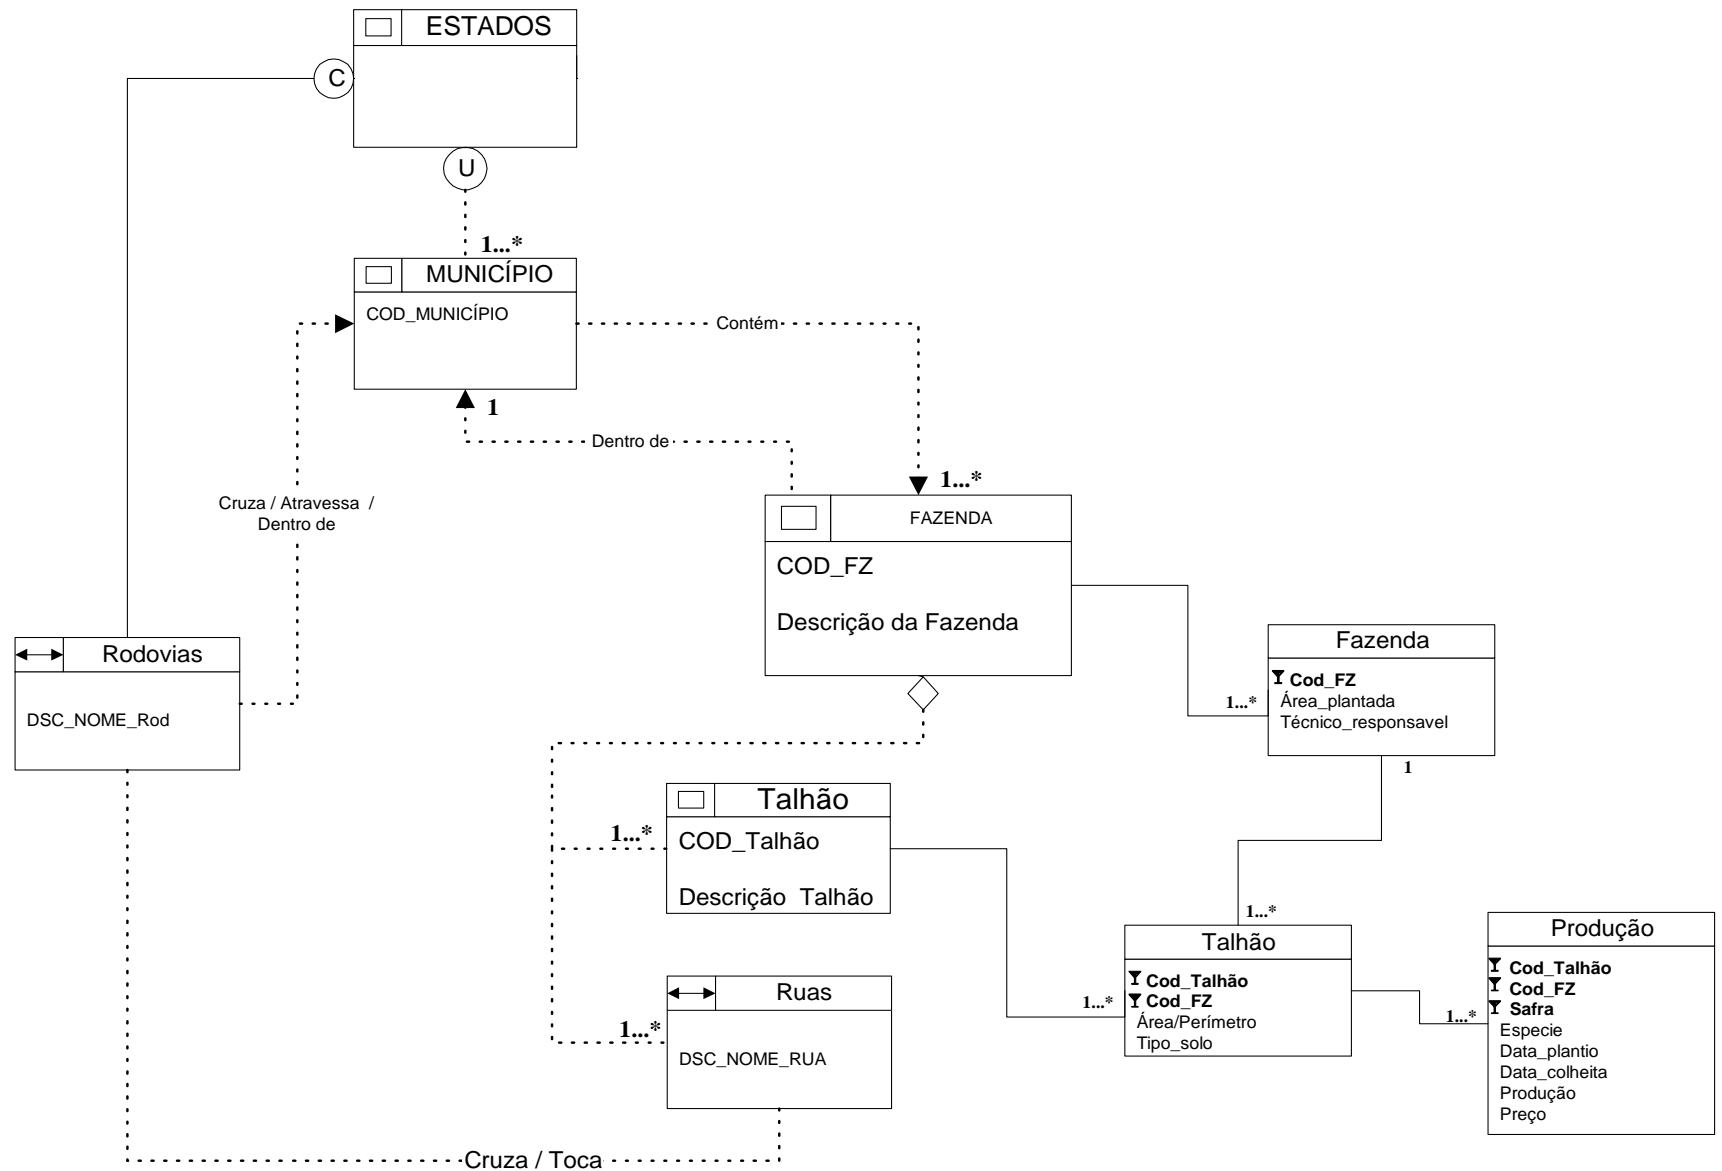 ESTADOS
C
U
1...*
MUNICÍPIO
COD_MUNICÍPIO
Contém
1
Dentro de
1...*
Cruza / Atravessa /
Dentro de
FAZENDA
COD_FZ
Descrição da Fazenda
Rodovias
DSC_NOME_Rod
Fazenda
Cod_FZ
Área_plantada
Técnico_responsavel
1...*
1
Talhão
COD_Talhão
Descrição Talhão
1...*
1...*
Talhão
Cod_Talhão
Cod_FZ
Área/Perímetro
Tipo_solo
1...*
Produção
Cod_Talhão
Cod_FZ
Safra
Especie
Data_plantio
Data_colheita
Produção
Preço
1...*
Ruas
DSC_NOME_RUA
1...*
Cruza / Toca